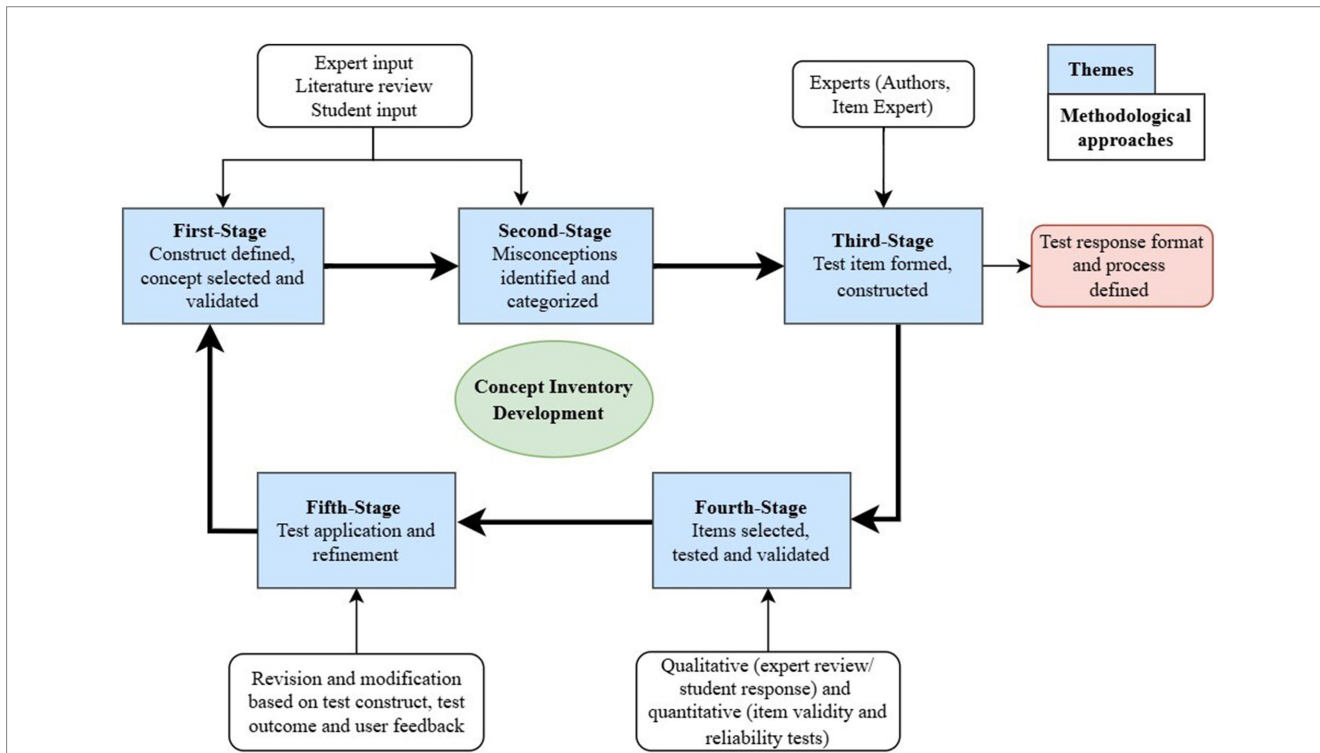 Expert input
Literature review
Student input
Experts (Authors,
Item Expert)
Themes
Methodological
approaches
First-Stage
Construct defined,
concept selected and
validated
Second-Stage
Misconceptions
identified and
categorized
Third-Stage
Test item formed,
constructed
Test response format
and process
defined
Concept Inventory
Development
Fifth-Stage
Test application and
refinement
Fourth-Stage
Items selected,
tested and validated
Revision and modification
based on test construct, test
outcome and user feedback
Qualitative (expert review/
student response) and
quantitative (item validity and
reliability tests)